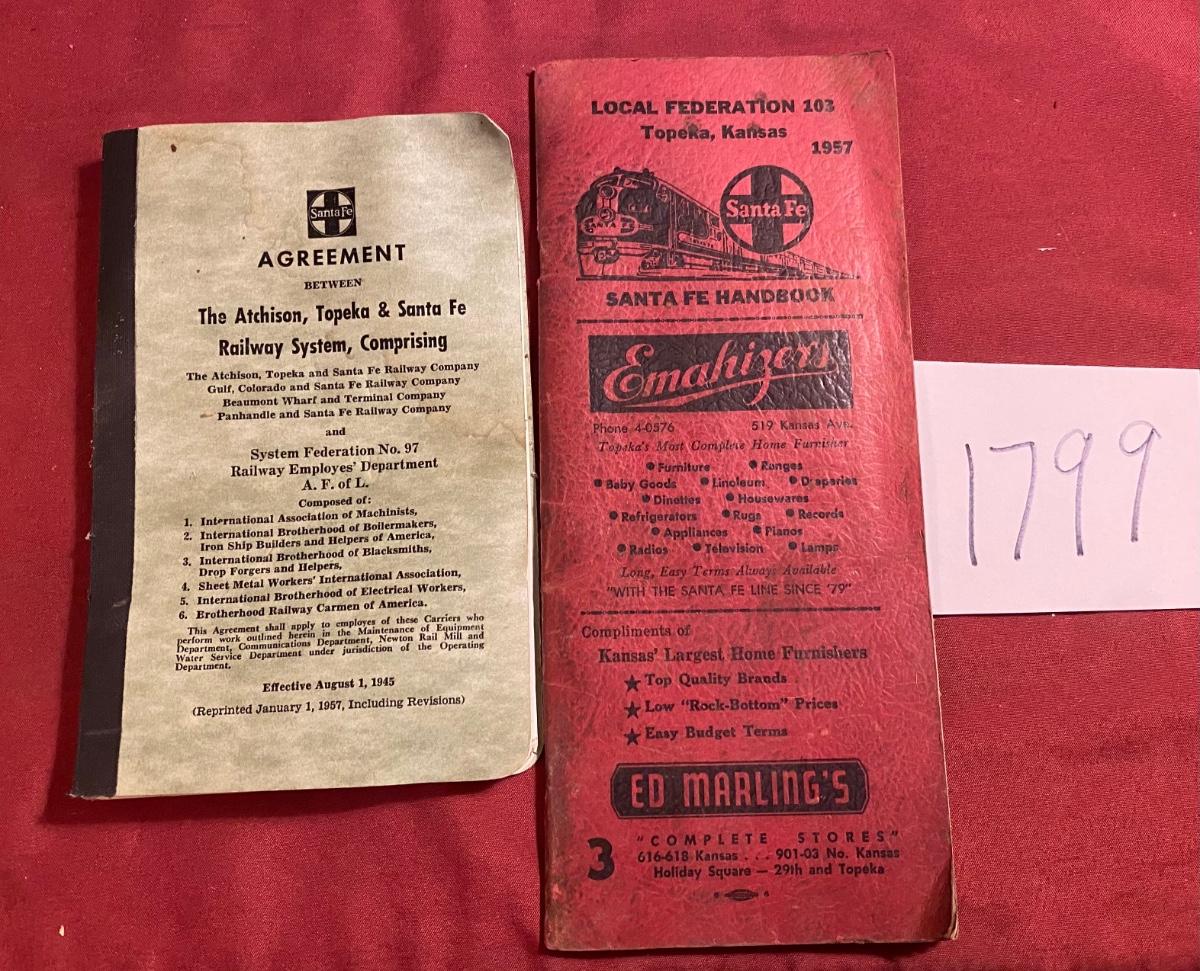 Santa Fe
AGREEMENT
BETWEEN
The Atchison, Topeka & Santa Fe
Railway System, Comprising
The Atchison, Topeka and Santa Fe Railway Company
Gulf, Colorado and Santa Fe Railway Company
Beaumont Wharf and Terminal Company
Panhandle and Santa Fe Railway Company
and
System Federation No. 97
Railway Employes' Department
A. F. of L.
Composed of:
1. International Association of Machinists,
2. International Brotherhood of Boilermakers,
Iron Ship Builders and Helpers of America,
3. International Brotherhood of Blacksmiths,
Drop Forgers and Helpers,
4. Sheet Metal Workers' International Association,
5. International Brotherhood of Electrical Workers,
6. Brotherhood Railway Carmen of America.
This Agreement shall apply to employes of these Carriers who
perform work outlined herein in the Maintenance of Equipment
Department, Communications Department, Newton Rail Mill and
Water Service Department under jurisdiction of the Operating
Department.
Effective August 1, 1945
(Reprinted January 1, 1957, Including Revisions)
LOCAL FEDERATION 103
Topeka, Kansas
1957
Santa Fe
SANTA FE
SANTA FE HANDBOOK
Emahizers
Phone 4-0576 519 Kansas Ave.
Topeka's Most Complete Home Furnisher
• Furniture • Ranges
• Baby Goods • Linoleum • Draperies
• Dinettes • Housewares
• Refrigerators • Rugs • Records
• Appliances • Pianos
• Radios • Television • Lamps
Long, Easy Terms Always Available
"WITH THE SANTA FE LINE SINCE '79"
Compliments of
Kansas' Largest Home Furnishers
★ Top Quality Brands
★ Low "Rock-Bottom" Prices
★ Easy Budget Terms
ED MARLING'S
3 "COMPLETE STORES"
616-618 Kansas . . . 901-03 No. Kansas
Holiday Square — 29th and Topeka
1799